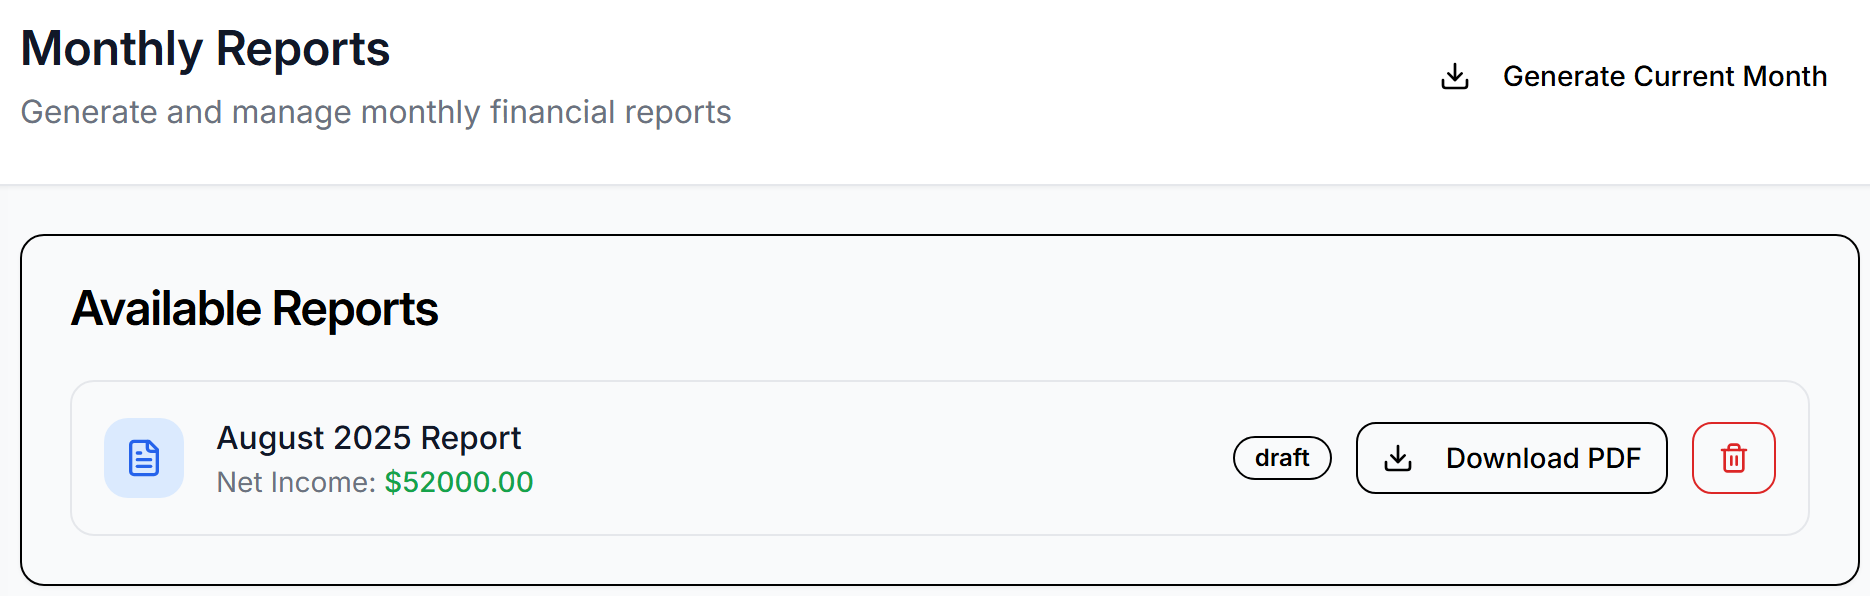 Monthly Reports
Generate and manage monthly financial reports
Generate Current Month
Available Reports
August 2025 Report
Net Income: $52000.00
draft
Download PDF